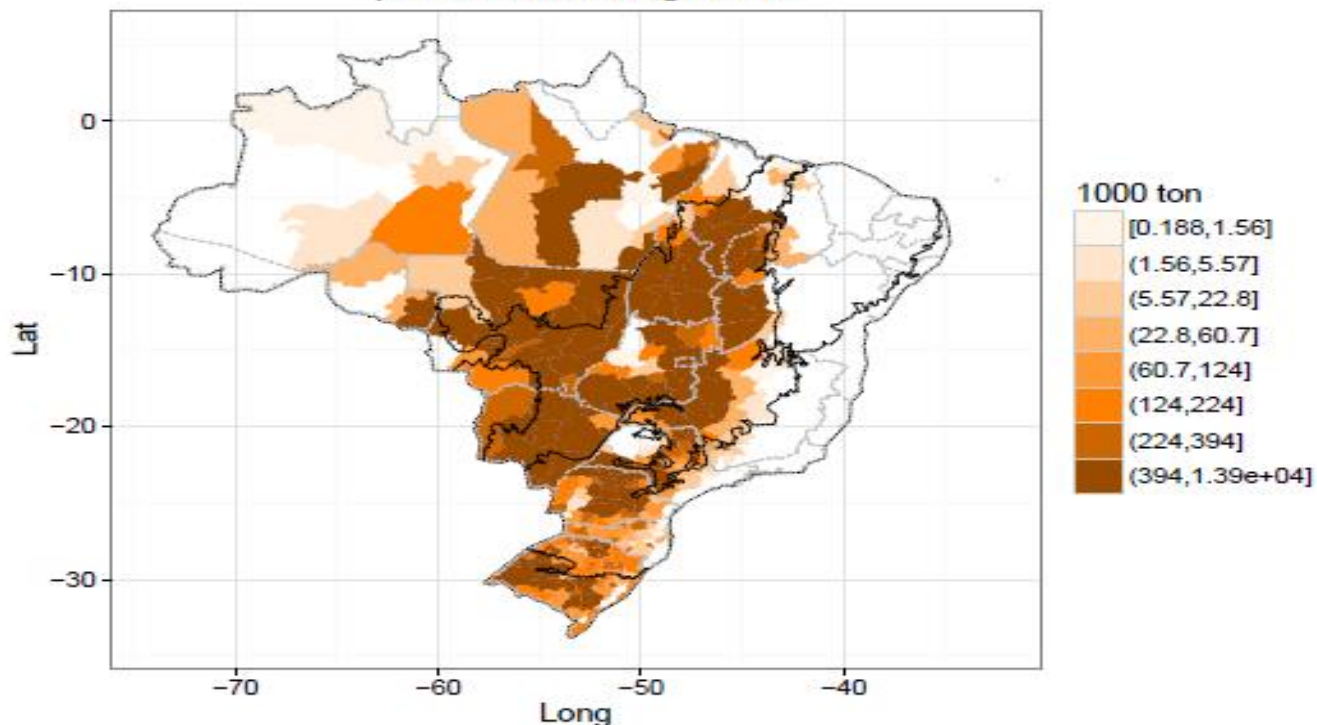 0
−10
−20
−30
Lat
−70 −60 −50 −40
Long
1000 ton
[0.188,1.56]
(1.56,5.57]
(5.57,22.8]
(22.8,60.7]
(60.7,124]
(124,224]
(224,394]
(394,1.39e+04]